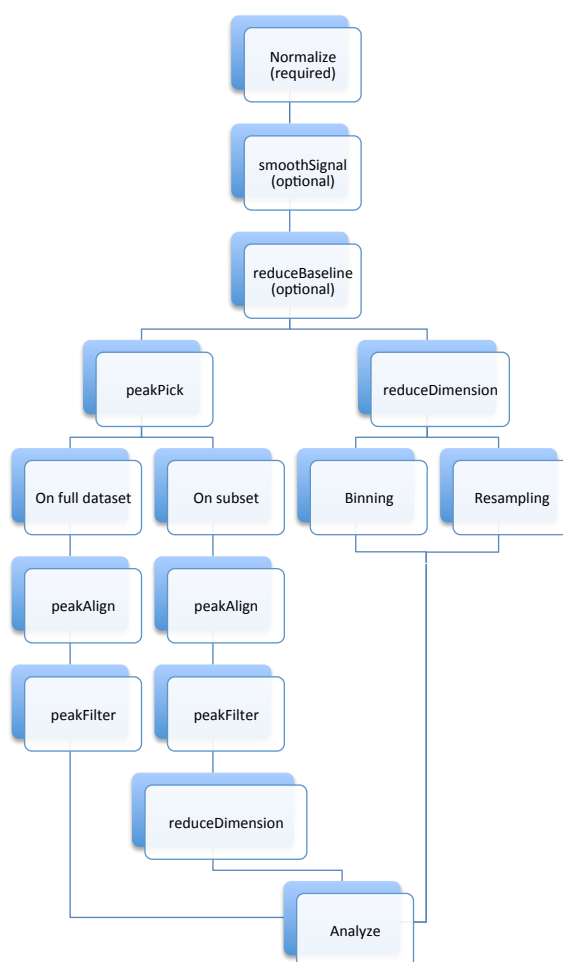 Normalize
(required)
smoothSignal
(optional)
reduceBaseline
(optional)
peakPick
reduceDimension
On full dataset
On subset
Binning
Resampling
peakAlign
peakAlign
peakFilter
peakFilter
reduceDimension
Analyze